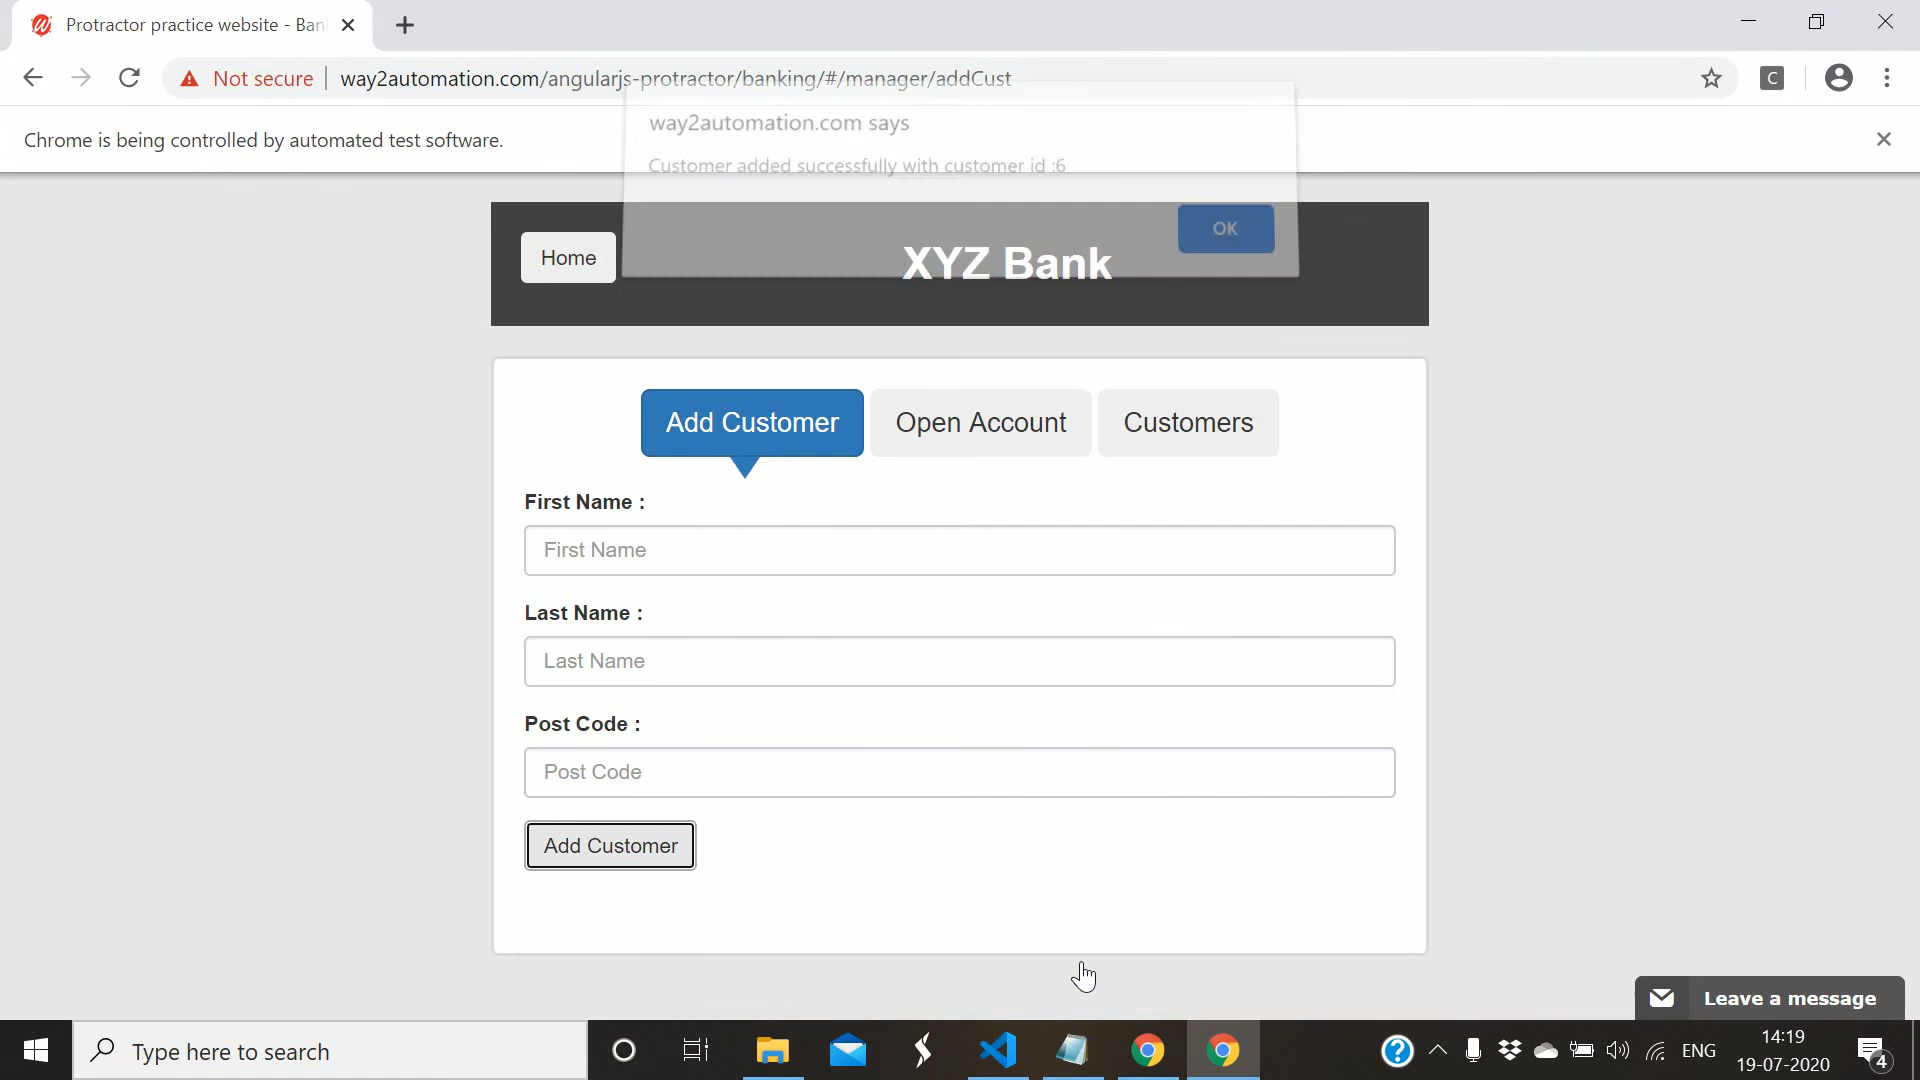 Protractor practice website - Ban
Not secure
way2automation.com/angularjs-protractor/banking/#/manager/addCust
C
way2automation.com says
Chrome is being controlled by automated test software.
Customer added successfully with customer id :6
OK
Home
XYZ Bank
Add Customer
Open Account
Customers
First Name :
First Name
Last Name :
Last Name
Post Code :
Post Code
Add Customer
Leave a message
Type here to search
ENG
14:19
19-07-2020
4